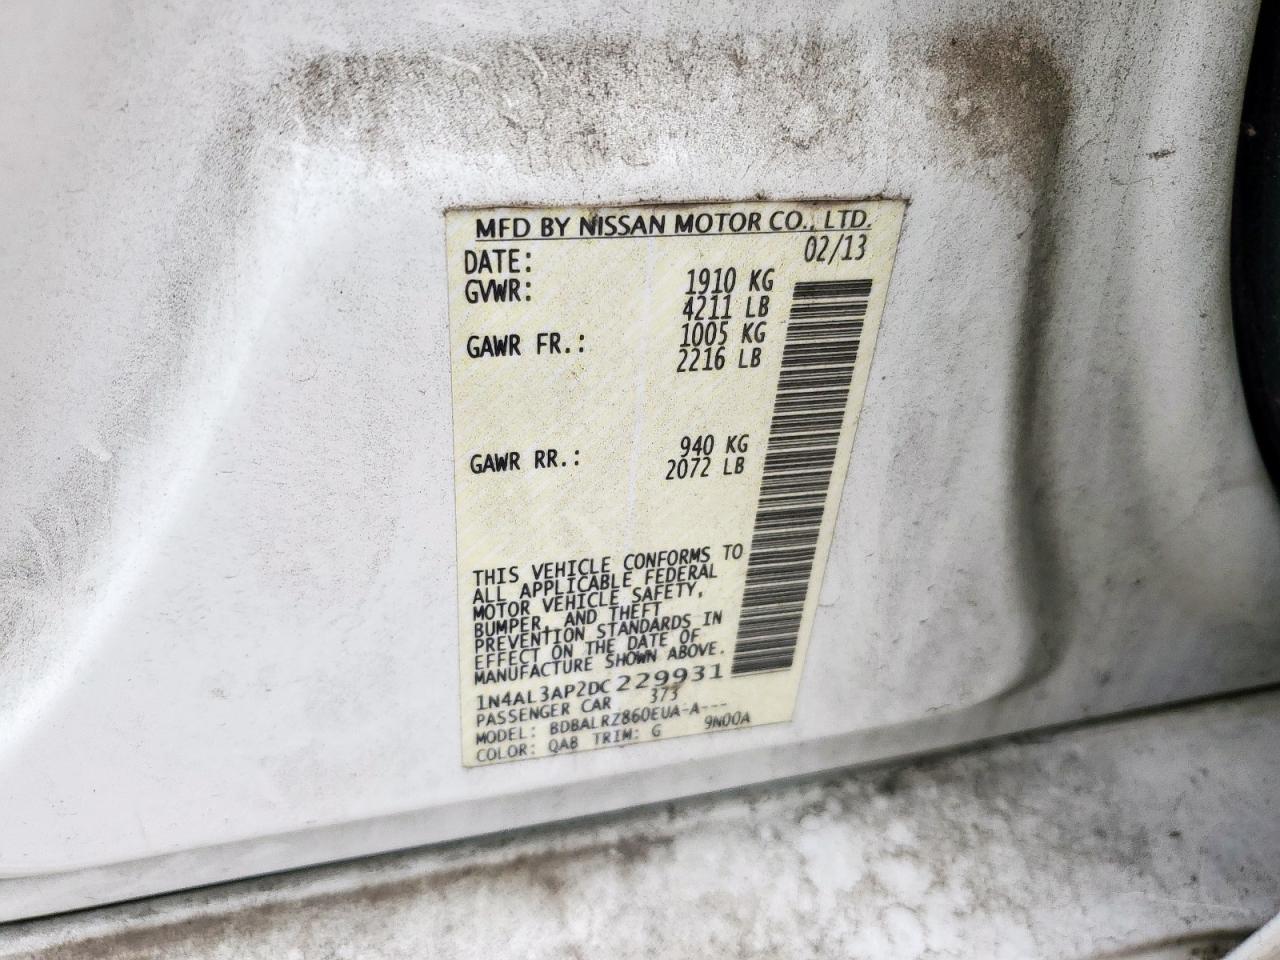 MFD BY NISSAN MOTOR CO., LTD.
DATE: 02/13
GVWR: 1910 KG
4211 LB
GAWR FR.: 1005 KG
2216 LB
GAWR RR.: 940 KG
2072 LB
THIS VEHICLE CONFORMS TO
ALL APPLICABLE FEDERAL
MOTOR VEHICLE SAFETY,
BUMPER, AND THEFT
PREVENTION STANDARDS IN
EFFECT ON THE DATE OF
MANUFACTURE SHOWN ABOVE.
1N4AL3AP2DC229931
PASSENGER CAR 373
MODEL: BDBALRZ860EUA-A---
COLOR: QAB TRIM: G 9N00A